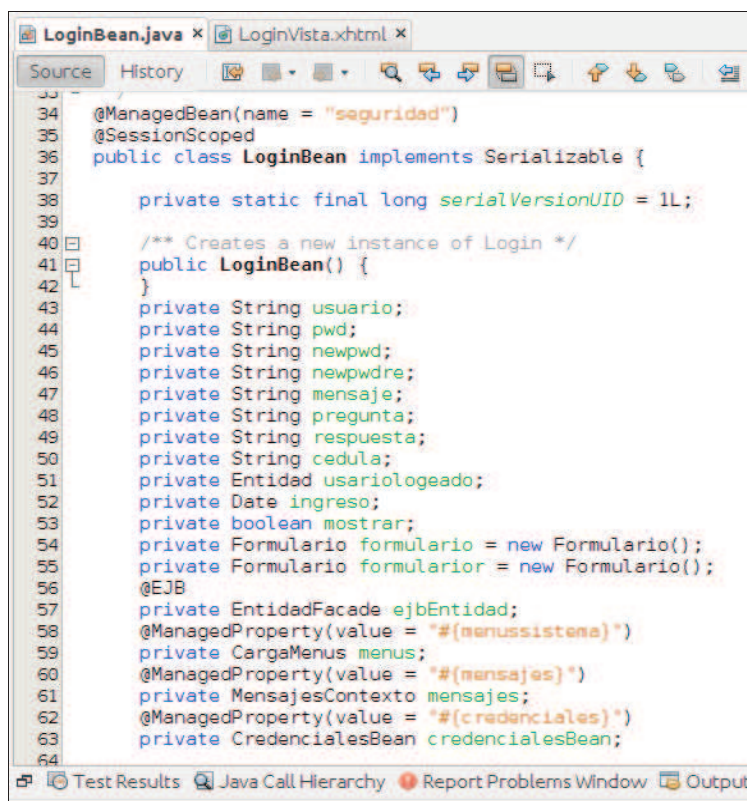 LoginBean.java × LoginVista.xhtml ×
Source History
33 */
34 @ManagedBean(name = "seguridad")
35 @SessionScoped
36 public class LoginBean implements Serializable {
37
38 private static final long serialVersionUID = 1L;
39
40 /** Creates a new instance of Login */
41 public LoginBean() {
42 }
43 private String usuario;
44 private String pwd;
45 private String newpwd;
46 private String newpwdre;
47 private String mensaje;
48 private String pregunta;
49 private String respuesta;
50 private String cedula;
51 private Entidad usariologeado;
52 private Date ingreso;
53 private boolean mostrar;
54 private Formulario formulario = new Formulario();
55 private Formulario formularior = new Formulario();
56 @EJB
57 private EntidadFacade ejbEntidad;
58 @ManagedProperty(value = "#{menussistema}")
59 private CargaMenus menus;
60 @ManagedProperty(value = "#{mensajes}")
61 private MensajesContexto mensajes;
62 @ManagedProperty(value = "#{credenciales}")
63 private CredencialesBean credencialesBean;
64
Test Results Java Call Hierarchy Report Problems Window Output